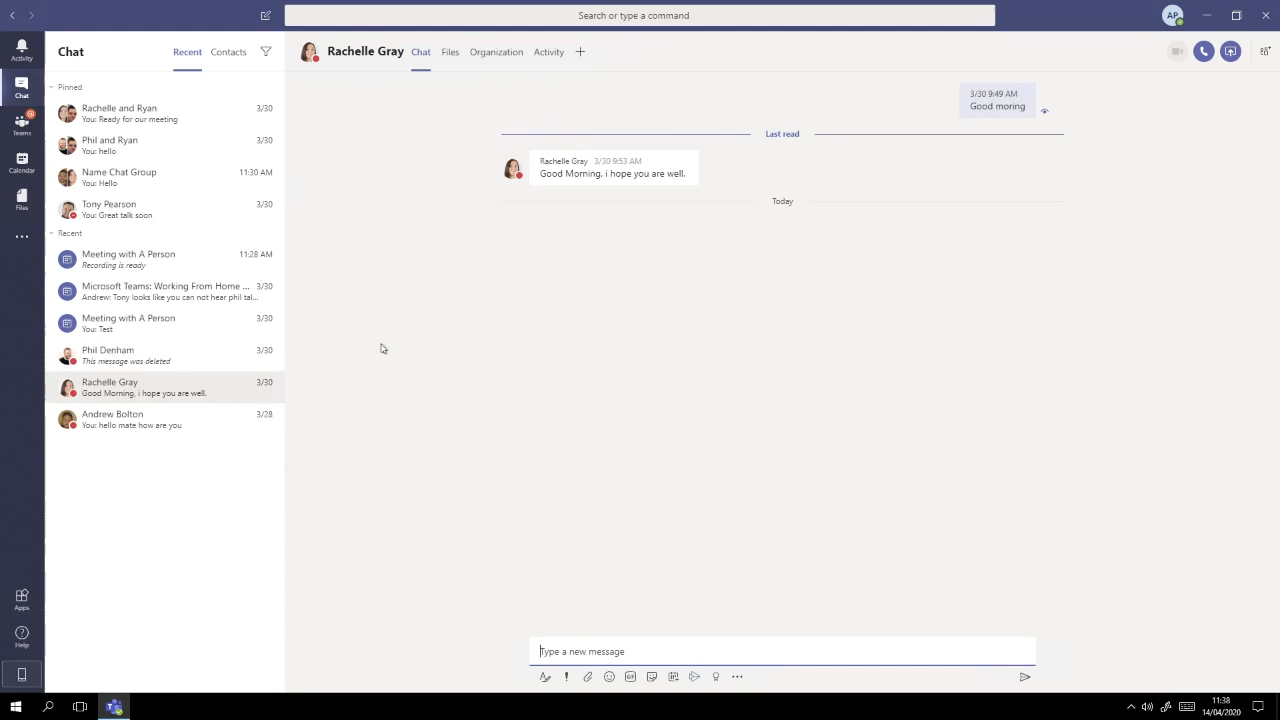 Search or type a command
AP
Activity
Chat
Teams
Calendar
Files
Apps
Help
Chat
Recent
Contacts
Pinned
Rachelle and Ryan 3/30
You: Ready for our meeting
Phil and Ryan 3/30
You: hello
Name Chat Group 11:30 AM
You: Hello
Tony Pearson 3/30
You: Great talk soon
Recent
Meeting with A Person 11:28 AM
Recording is ready
Microsoft Teams: Working From Home ... 3/30
Andrew: Tony looks like you can not hear phil tal...
Meeting with A Person 3/30
You: Test
Phil Denham 3/30
This message was deleted
Rachelle Gray 3/30
Good Morning, i hope you are well.
Andrew Bolton 3/28
You: hello mate how are you
Rachelle Gray Chat Files Organization Activity
3/30 9:49 AM
Good moring
Last read
Rachelle Gray 3/30 9:53 AM
Good Morning, i hope you are well.
Today
Type a new message
GIF
11:38
14/04/2020